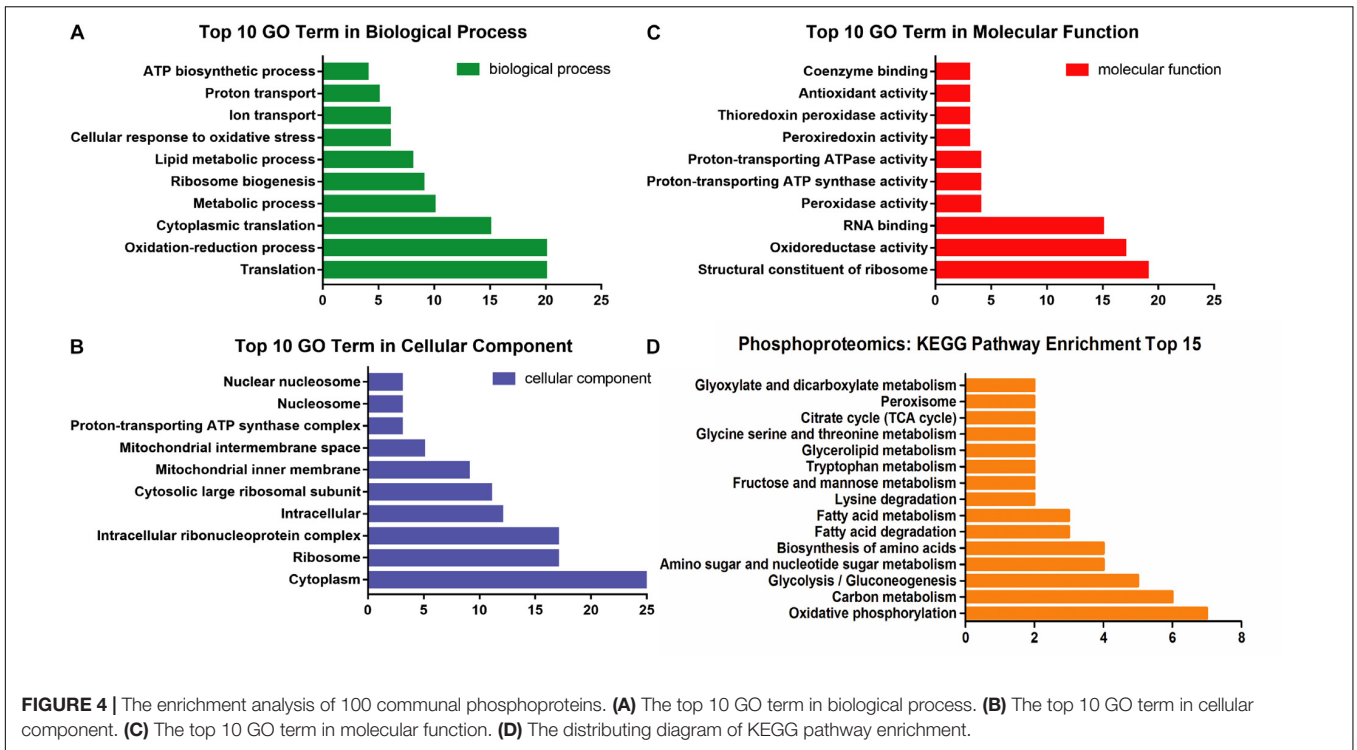 A
Top 10 GO Term in Biological Process
biological process
ATP biosynthetic process
Proton transport
Ion transport
Cellular response to oxidative stress
Lipid metabolic process
Ribosome biogenesis
Metabolic process
Cytoplasmic translation
Oxidation-reduction process
Translation
0 5 10 15 20 25
B
Top 10 GO Term in Cellular Component
cellular component
Nuclear nucleosome
Nucleosome
Proton-transporting ATP synthase complex
Mitochondrial intermembrane space
Mitochondrial inner membrane
Cytosolic large ribosomal subunit
Intracellular
Intracellular ribonucleoprotein complex
Ribosome
Cytoplasm
0 5 10 15 20 25
C
Top 10 GO Term in Molecular Function
molecular function
Coenzyme binding
Antioxidant activity
Thioredoxin peroxidase activity
Peroxiredoxin activity
Proton-transporting ATPase activity
Proton-transporting ATP synthase activity
Peroxidase activity
RNA binding
Oxidoreductase activity
Structural constituent of ribosome
0 5 10 15 20 25
D
Phosphoproteomics: KEGG Pathway Enrichment Top 15
Glyoxylate and dicarboxylate metabolism
Peroxisome
Citrate cycle (TCA cycle)
Glycine serine and threonine metabolism
Glycerolipid metabolism
Tryptophan metabolism
Fructose and mannose metabolism
Lysine degradation
Fatty acid metabolism
Fatty acid degradation
Biosynthesis of amino acids
Amino sugar and nucleotide sugar metabolism
Glycolysis / Gluconeogenesis
Carbon metabolism
Oxidative phosphorylation
0 2 4 6 8
FIGURE 4 | The enrichment analysis of 100 communal phosphoproteins. (A) The top 10 GO term in biological process. (B) The top 10 GO term in cellular
component. (C) The top 10 GO term in molecular function. (D) The distributing diagram of KEGG pathway enrichment.